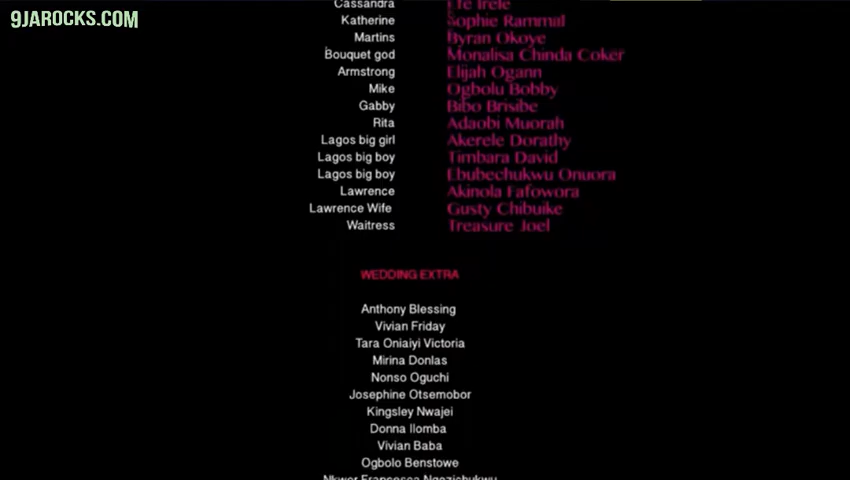 9JAROCKS.COM
Cassandra Efe Irele
Katherine Sophie Rammal
Martins Byran Okoye
Bouquet god Monalisa Chinda Coker
Armstrong Elijah Ogann
Mike Ogbolu Bobby
Gabby Bibo Brisibe
Rita Adaobi Muorah
Lagos big girl Akerele Dorathy
Lagos big boy Timbara David
Lagos big boy Ebubechukwu Onuora
Lawrence Akinola Fafowora
Lawrence Wife Gusty Chibuike
Waitress Treasure Joel
WEDDING EXTRA
Anthony Blessing
Vivian Friday
Tara Oniaiyi Victoria
Mirina Donlas
Nonso Oguchi
Josephine Otsemobor
Kingsley Nwajei
Donna Ilomba
Vivian Baba
Ogbolo Benstowe